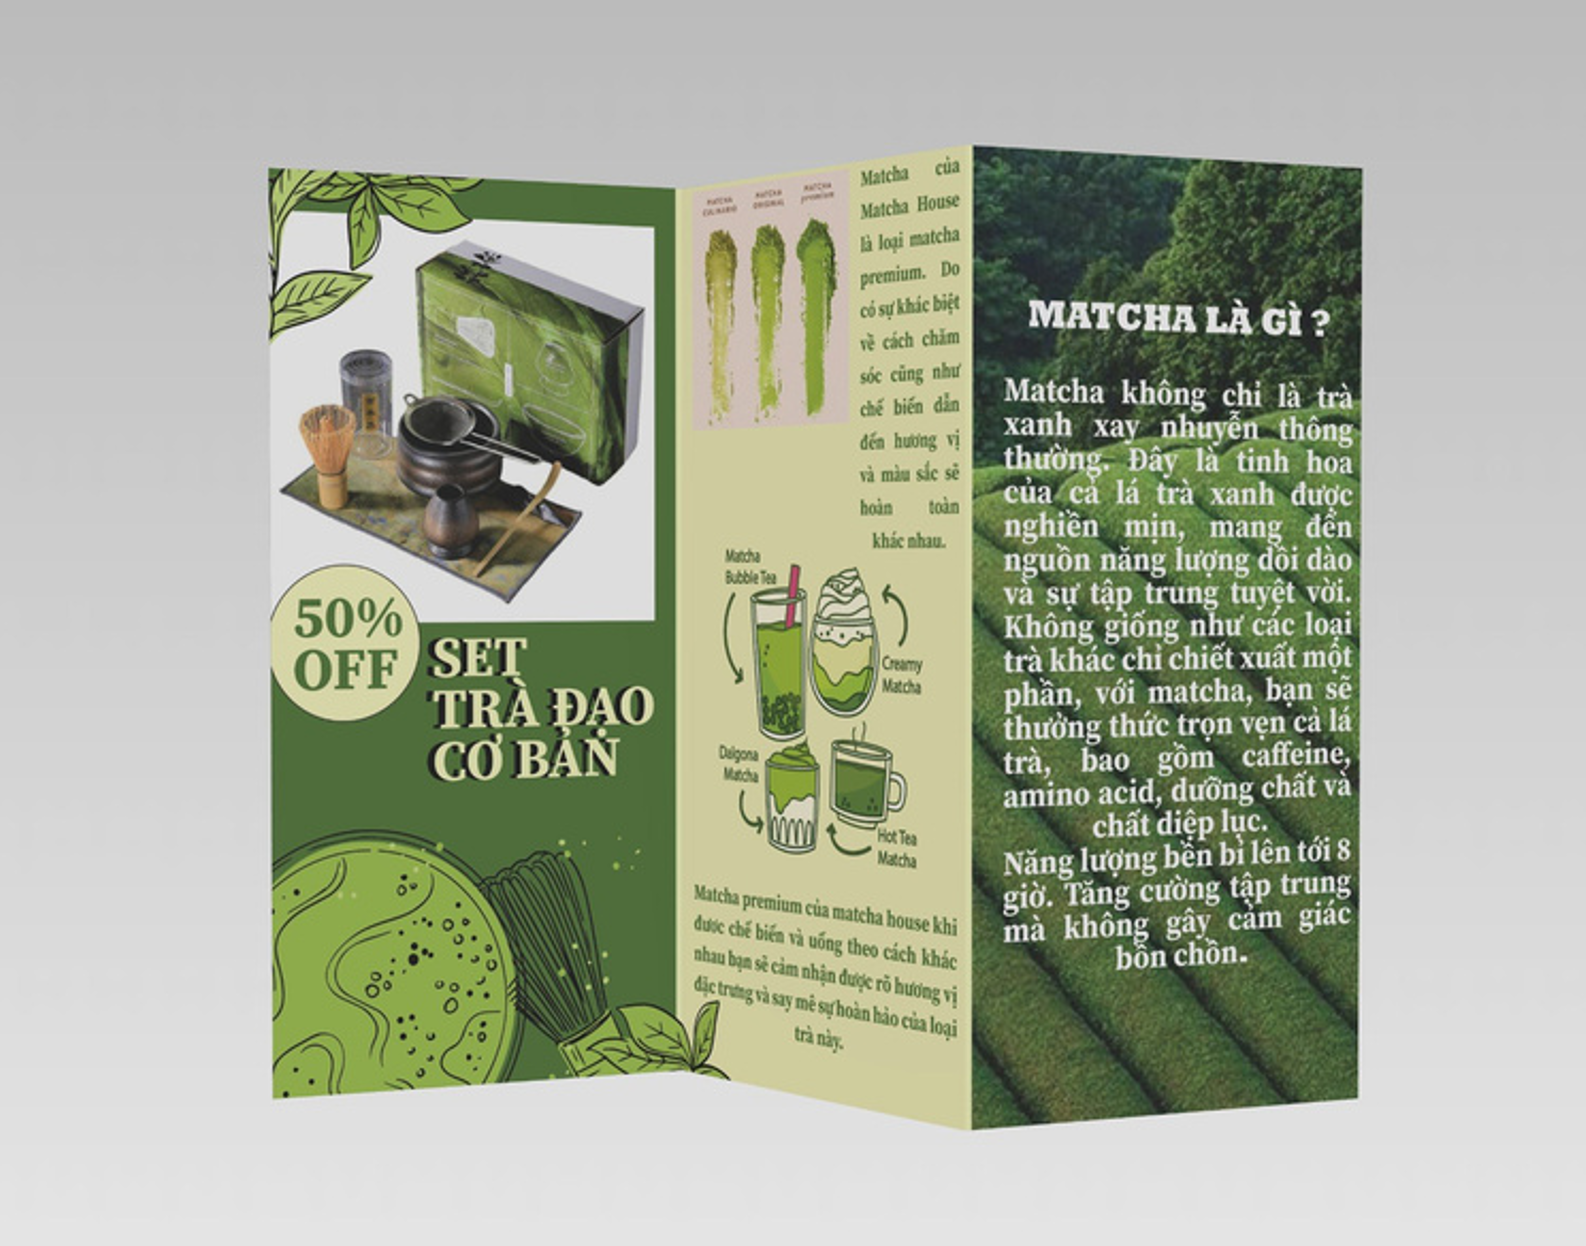 50%
OFF
SET
TRÀ ĐẠO
CƠ BẢN
MATCHA
CULINARIO
MATCHA
ORIGINAL
MATCHA
premium
Matcha của
Matcha House
là loại matcha
premium. Do
có sự khác biệt
về cách chăm
sóc cũng như
chế biến dẫn
đến hương vị
và màu sắc sẽ
hoàn toàn
khác nhau.
Matcha
Bubble Tea
Creamy
Matcha
Dalgona
Matcha
Hot Tea
Matcha
Matcha premium của matcha house khi
được chế biến và uống theo cách khác
nhau bạn sẽ cảm nhận được rõ hương vị
đặc trưng và say mê sự hoàn hảo của loại
trà này.
MATCHA LÀ GÌ ?
Matcha không chỉ là trà
xanh xay nhuyễn thông
thường. Đây là tinh hoa
của cả lá trà xanh được
nghiền mịn, mang đến
nguồn năng lượng dồi dào
và sự tập trung tuyệt vời.
Không giống như các loại
trà khác chỉ chiết xuất một
phần, với matcha, bạn sẽ
thưởng thức trọn vẹn cả lá
trà, bao gồm caffeine,
amino acid, dưỡng chất và
chất diệp lục.
Năng lượng bền bỉ lên tới 8
giờ. Tăng cường tập trung
mà không gây cảm giác
bồn chồn.